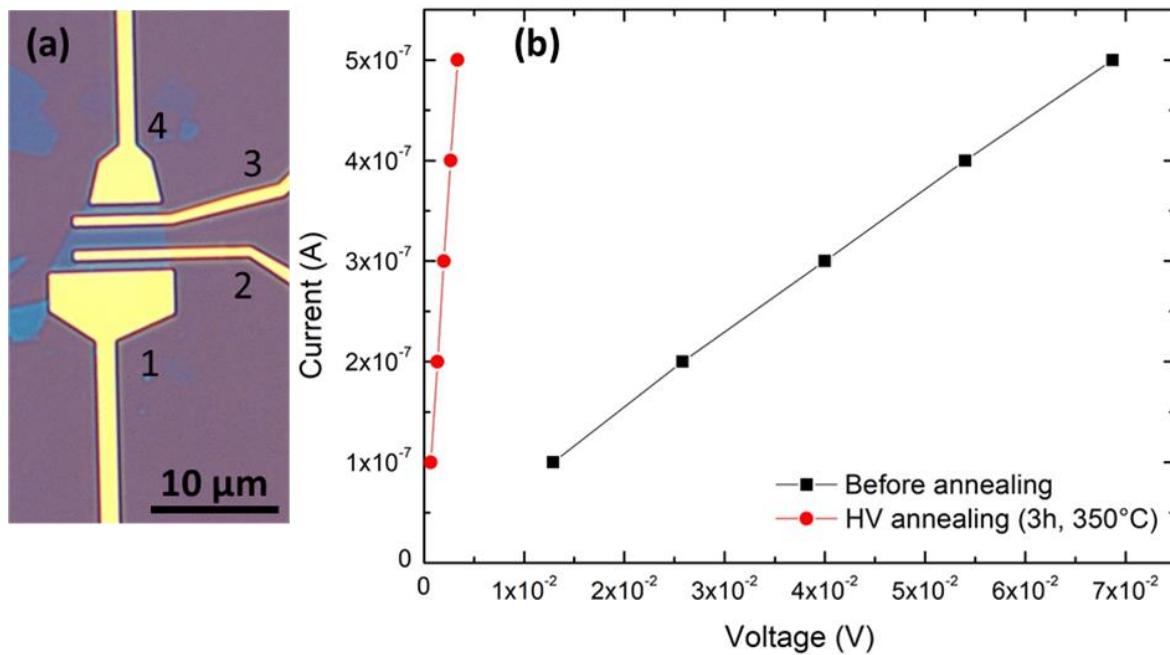 (a)
4
3
2
1
10 µm
(b)
Current (A)
5x10⁻⁷
4x10⁻⁷
3x10⁻⁷
2x10⁻⁷
1x10⁻⁷
0
Before annealing
HV annealing (3h, 350°C)
0 1x10⁻² 2x10⁻² 3x10⁻² 4x10⁻² 5x10⁻² 6x10⁻² 7x10⁻²
Voltage (V)